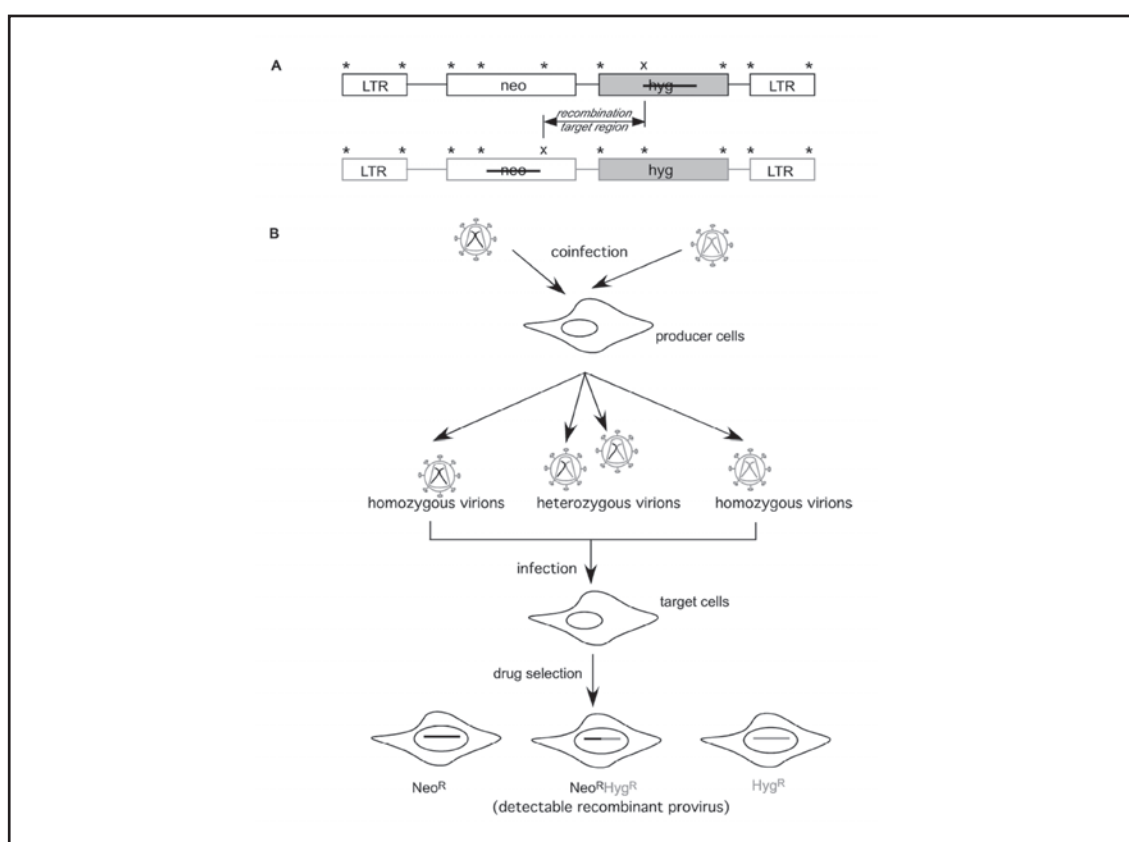 A
* * * * * * x * * *
LTR neo hyg LTR
recombination
target region
* * * * x * * * * *
LTR neo hyg LTR
B
coinfection
producer cells
homozygous virions heterozygous virions homozygous virions
infection
target cells
drug selection
NeoR NeoRHygR HygR
(detectable recombinant provirus)